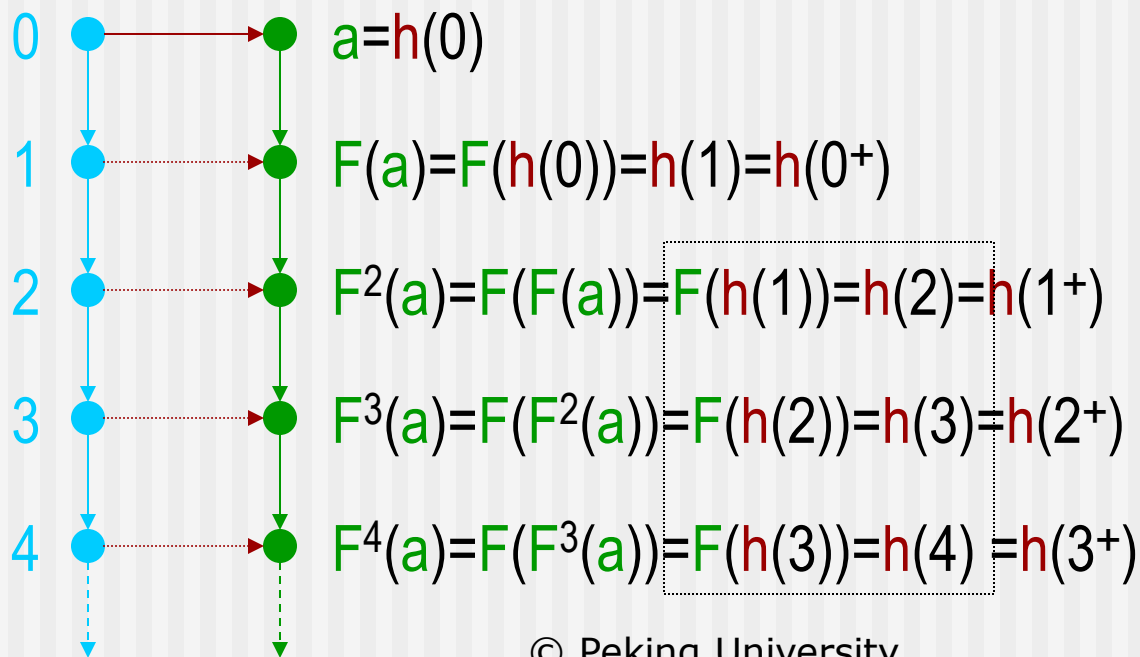 0 a=h(0)
1 F(a)=F(h(0))=h(1)=h(0⁺)
2 F²(a)=F(F(a))=F(h(1))=h(2)=h(1⁺)
3 F³(a)=F(F²(a))=F(h(2))=h(3)=h(2⁺)
4 F⁴(a)=F(F³(a))=F(h(3))=h(4) =h(3⁺)
© Peking University